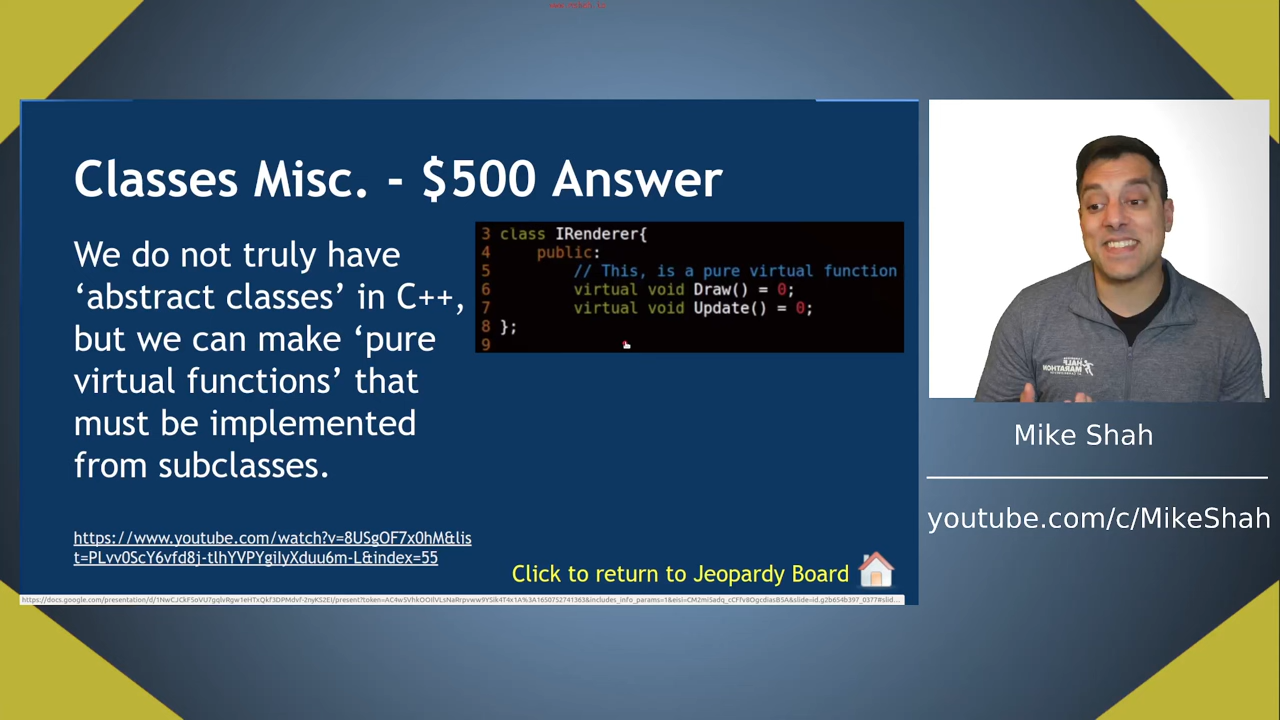 Classes Misc. - $500 Answer
We do not truly have
‘abstract classes’ in C++,
but we can make ‘pure
virtual functions’ that
must be implemented
from subclasses.
3 class IRenderer{
4 public:
5 // This, is a pure virtual function
6 virtual void Draw() = 0;
7 virtual void Update() = 0;
8 };
9
https://www.youtube.com/watch?v=8USgOF7x0hM&lis
t=PLvv0ScY6vfd8j-tlhYVPYgiIyXduu6m-L&index=55
Click to return to Jeopardy Board
HALF
MARATHON
Mike Shah
youtube.com/c/MikeShah